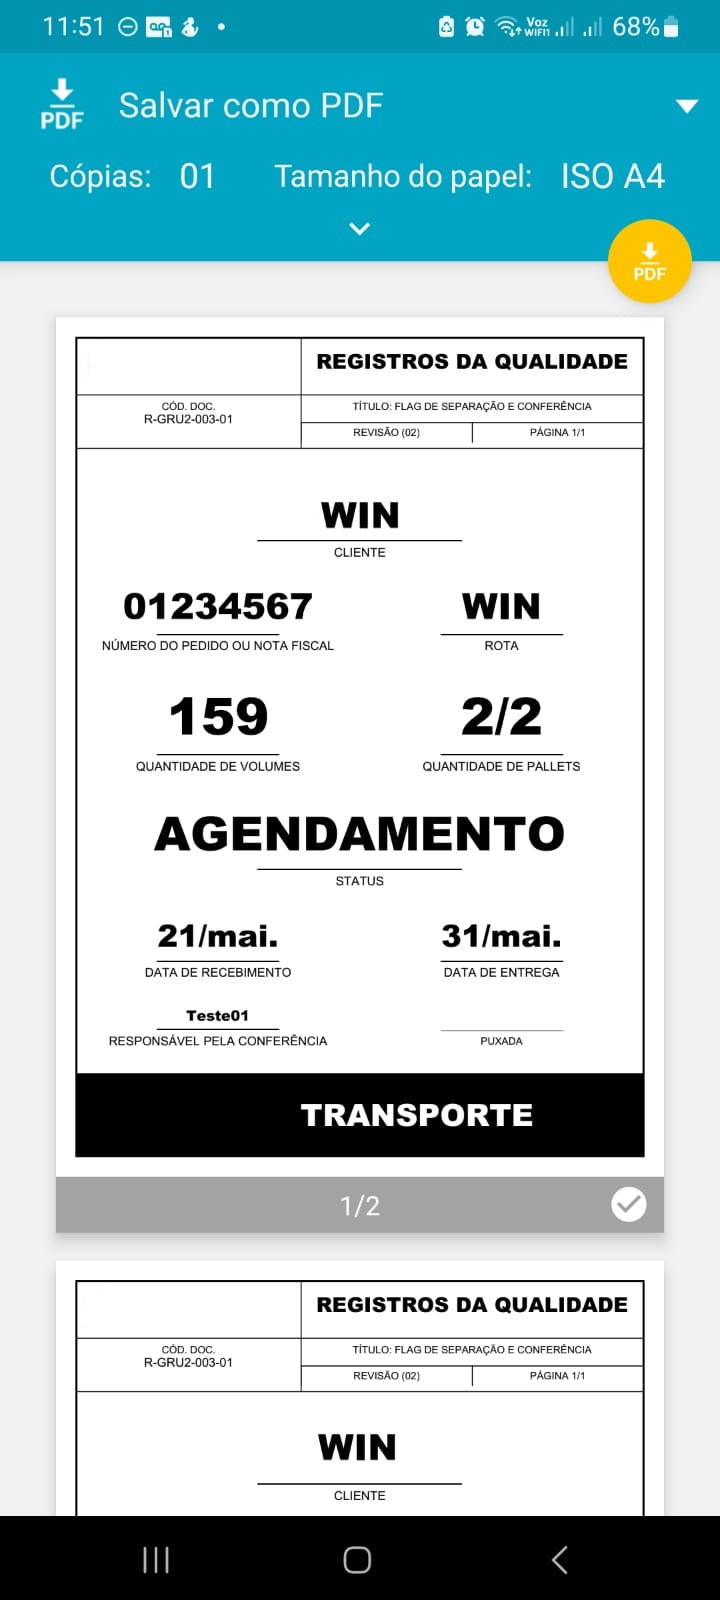 11:51
Voz
WIFI1
68%
PDF Salvar como PDF
Cópias: 01 Tamanho do papel: ISO A4
PDF
REGISTROS DA QUALIDADE
CÓD. DOC.
R-GRU2-003-01
TÍTULO: FLAG DE SEPARAÇÃO E CONFERÊNCIA
REVISÃO (02) PÁGINA 1/1
WIN
CLIENTE
01234567 WIN
NÚMERO DO PEDIDO OU NOTA FISCAL ROTA
159 2/2
QUANTIDADE DE VOLUMES QUANTIDADE DE PALLETS
AGENDAMENTO
STATUS
21/mai. 31/mai.
DATA DE RECEBIMENTO DATA DE ENTREGA
Teste01
RESPONSÁVEL PELA CONFERÊNCIA PUXADA
TRANSPORTE
1/2
REGISTROS DA QUALIDADE
CÓD. DOC.
R-GRU2-003-01
TÍTULO: FLAG DE SEPARAÇÃO E CONFERÊNCIA
REVISÃO (02) PÁGINA 1/1
WIN
CLIENTE